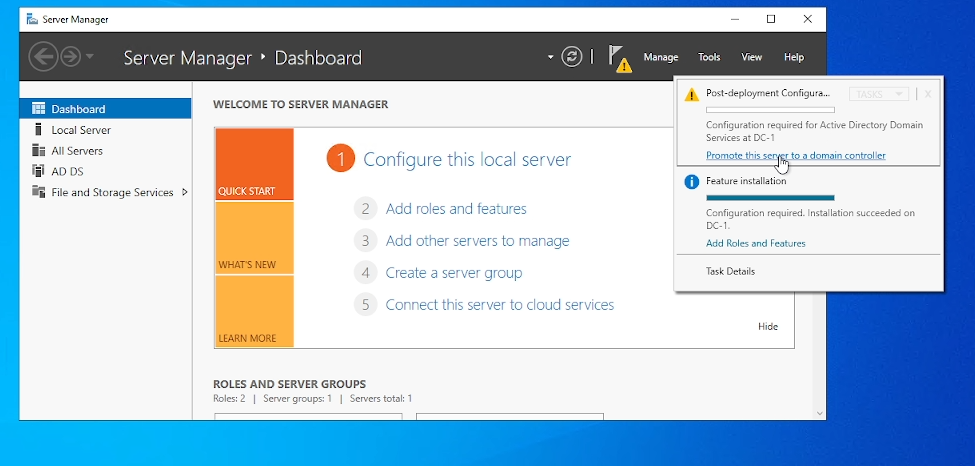 Server Manager
Server Manager • Dashboard
Manage Tools View Help
Dashboard
Local Server
All Servers
AD DS
File and Storage Services
WELCOME TO SERVER MANAGER
QUICK START
WHAT'S NEW
LEARN MORE
1 Configure this local server
2 Add roles and features
3 Add other servers to manage
4 Create a server group
5 Connect this server to cloud services
Hide
ROLES AND SERVER GROUPS
Roles: 2 | Server groups: 1 | Servers total: 1
Post-deployment Configura... TASKS X
Configuration required for Active Directory Domain
Services at DC-1
Promote this server to a domain controller
Feature installation
Configuration required. Installation succeeded on
DC-1.
Add Roles and Features
Task Details